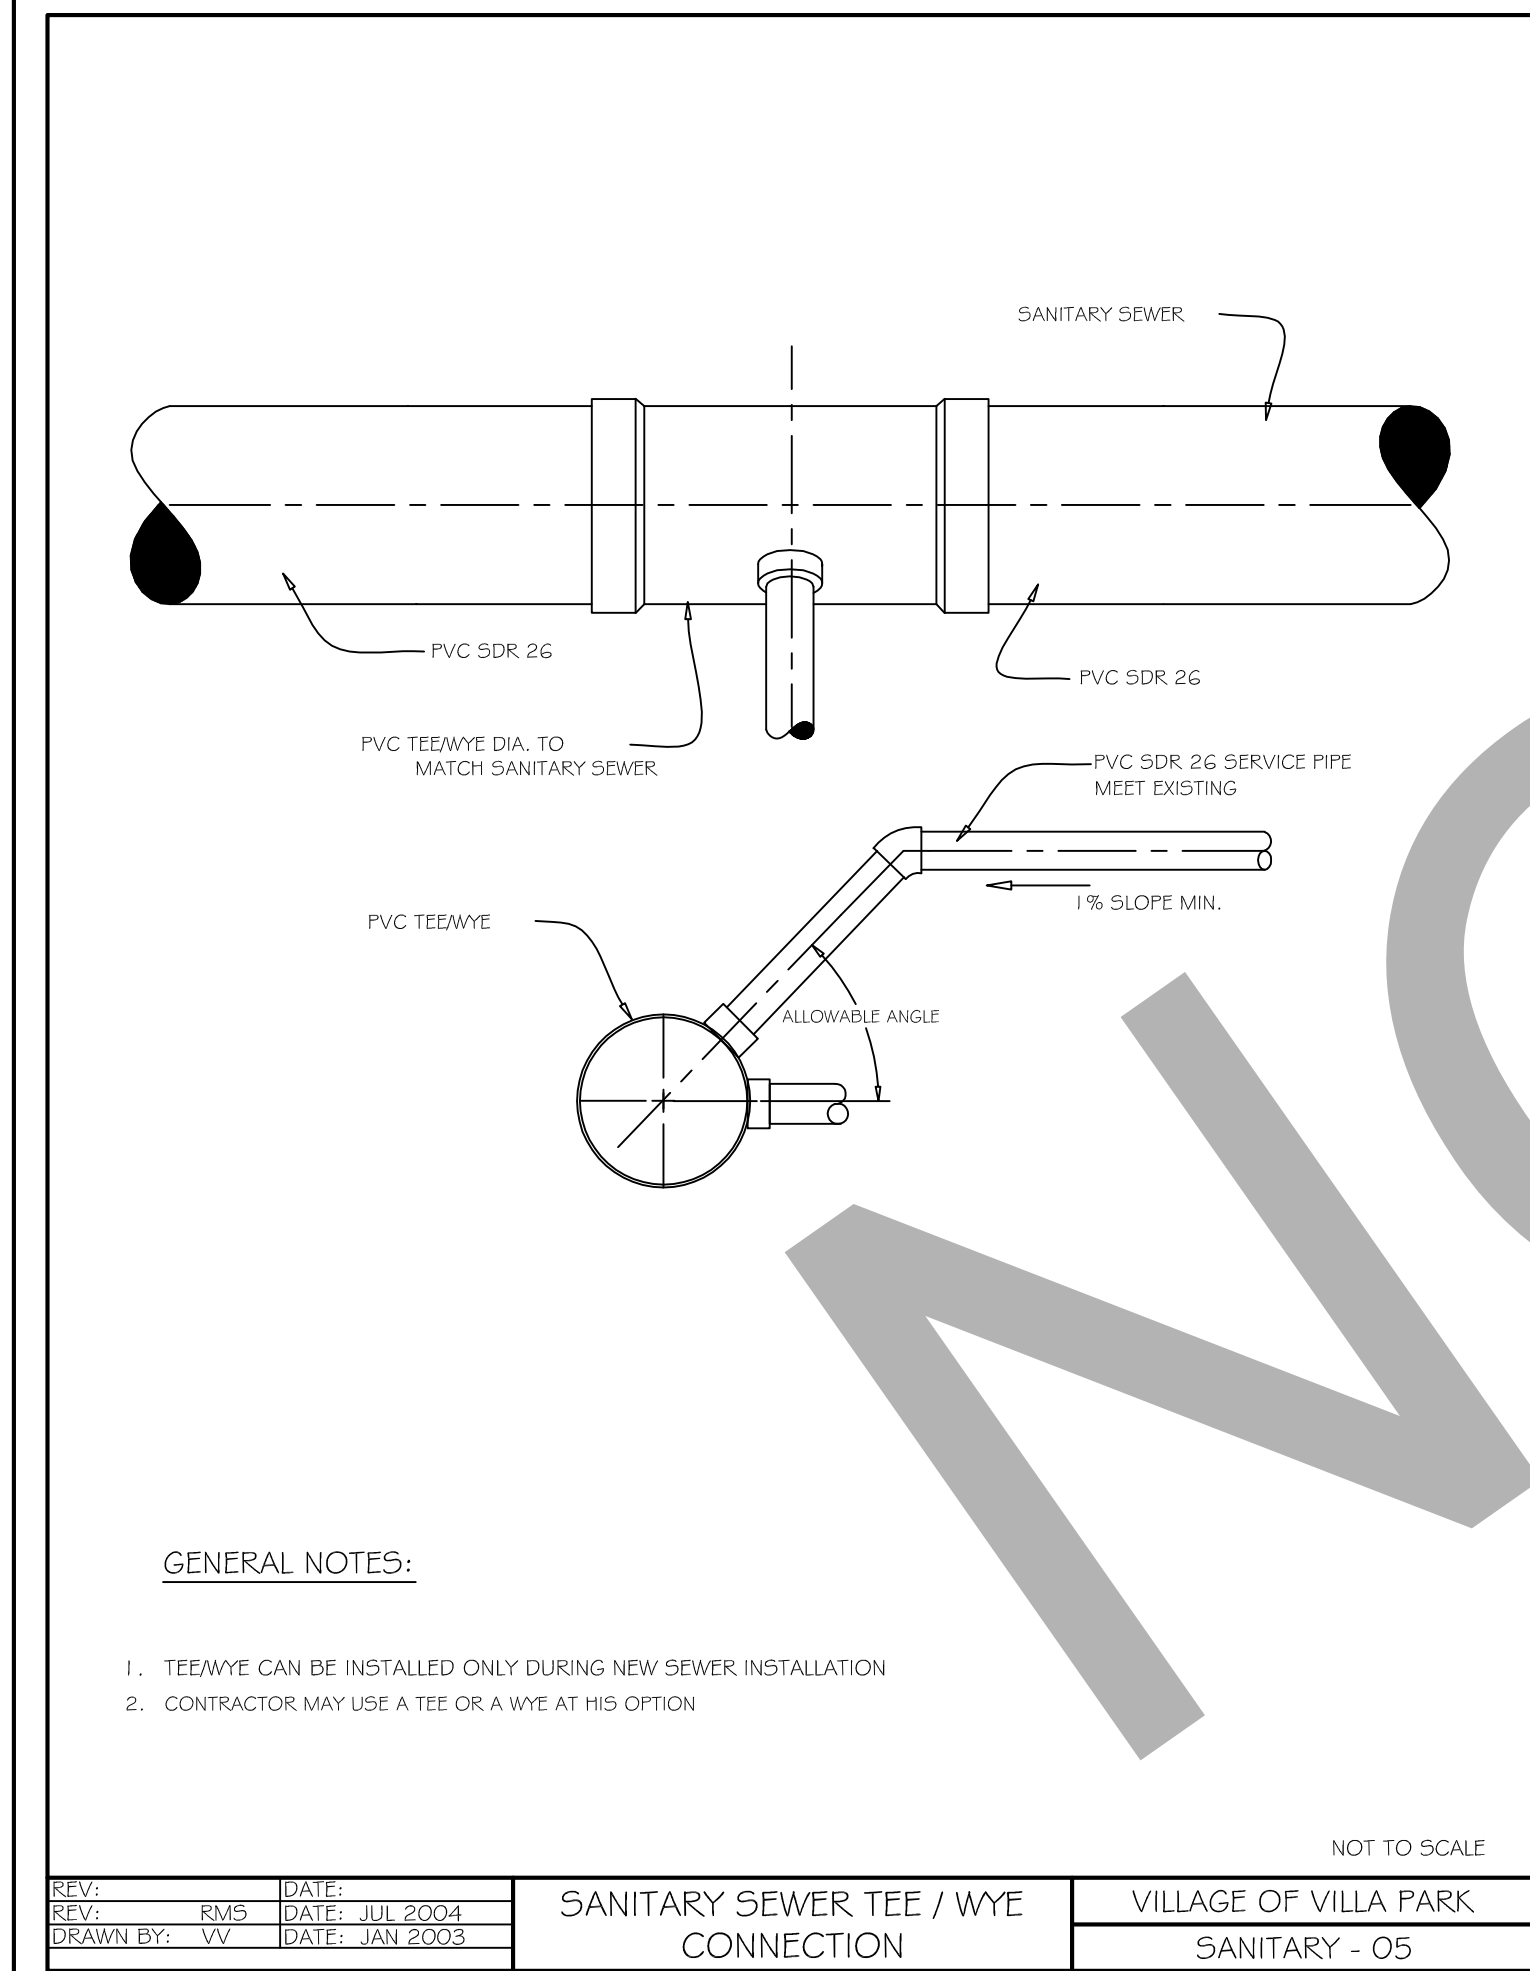 SANITARY SEWER
PVC SDR 26
PVC SDR 26
PVC TEE/WYE DIA. TO
MATCH SANITARY SEWER
PVC SDR 26 SERVICE PIPE
MEET EXISTING
1% SLOPE MIN.
PVC TEE/WYE
ALLOWABLE ANGLE
GENERAL NOTES:
1. TEE/WYE CAN BE INSTALLED ONLY DURING NEW SEWER INSTALLATION
2. CONTRACTOR MAY USE A TEE OR A WYE AT HIS OPTION
NOT TO SCALE
REV: DATE:
REV: RMS DATE: JUL 2004
DRAWN BY: VV DATE: JAN 2003
SANITARY SEWER TEE / WYE
CONNECTION
VILLAGE OF VILLA PARK
SANITARY - 05